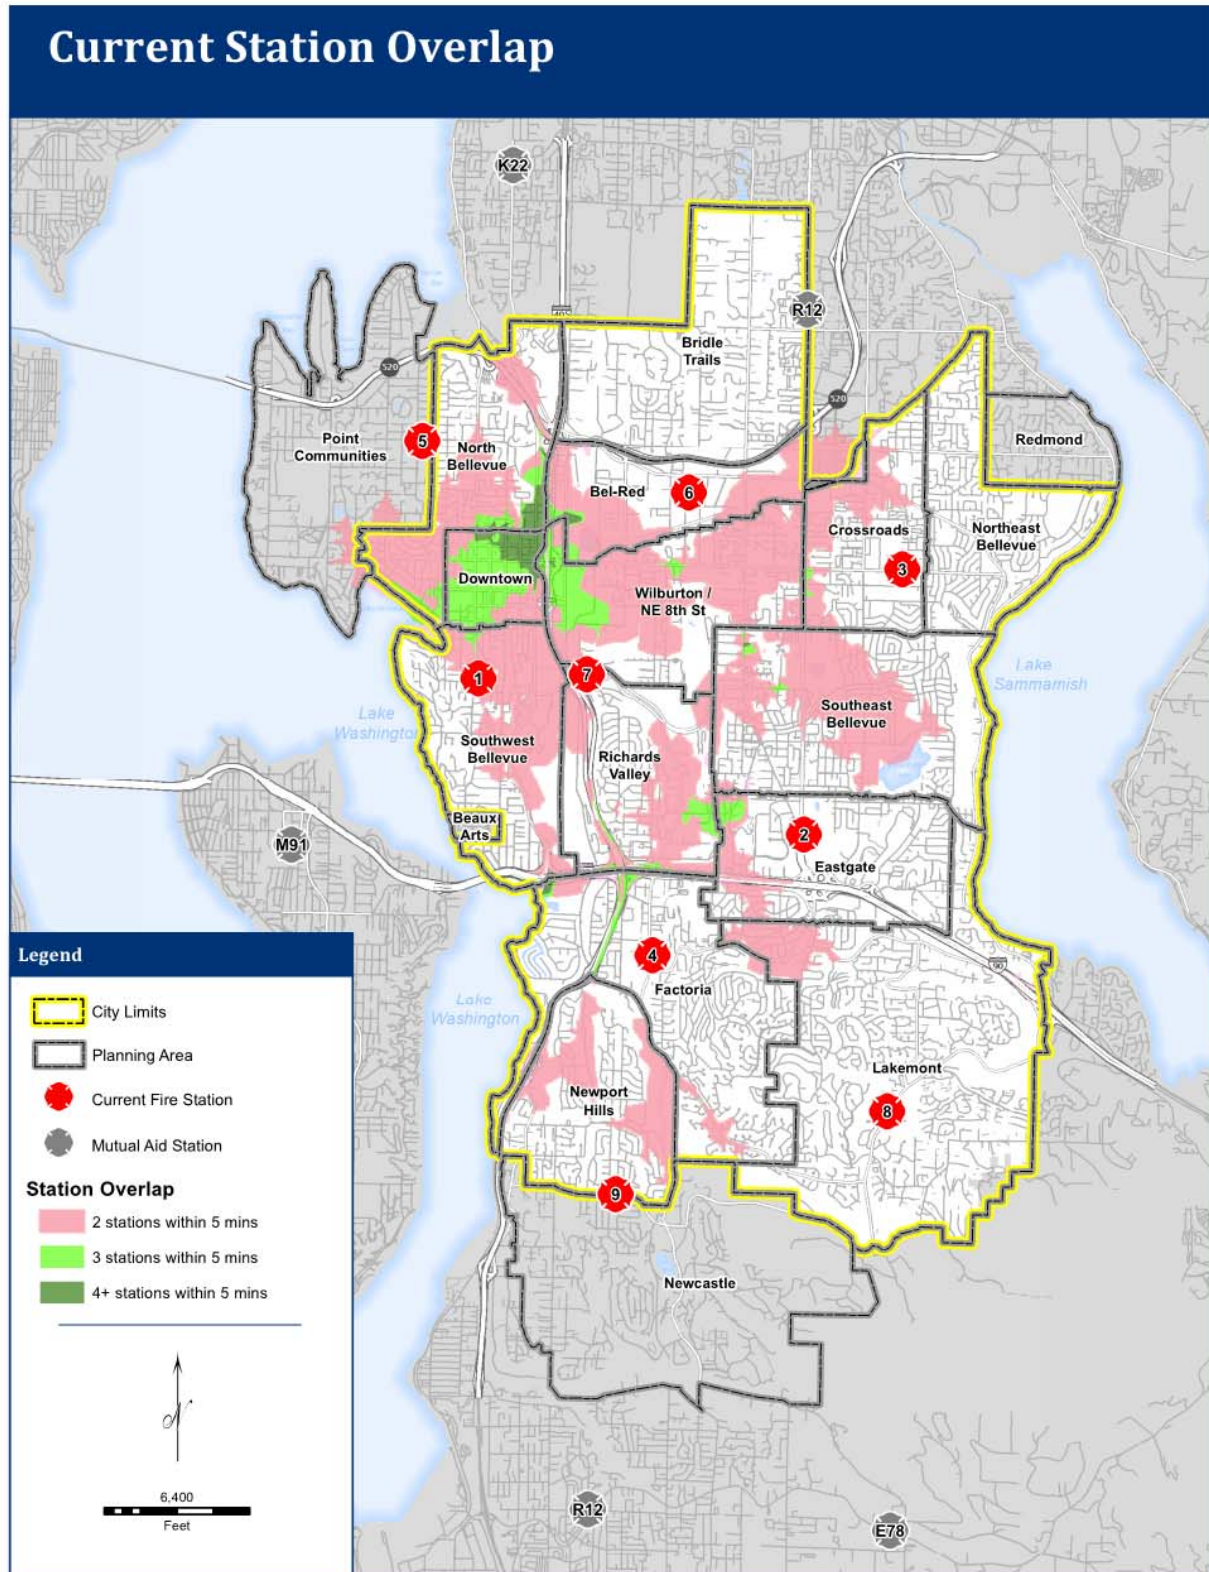 Current Station Overlap
K22
405
R12
Bridle
Trails
520
520
5
Point
Communities
North
Bellevue
Redmond
Bel-Red
6
Crossroads
Northeast
Bellevue
3
Downtown
Wilburton /
NE 8th St
1
7
Lake
Sammamish
Lake
Washington
Southeast
Bellevue
Southwest
Bellevue
Richards
Valley
Beaux
Arts
M91
2
Eastgate
4
Factoria
90
Lake
Washington
Lakemont
8
Newport
Hills
9
Newcastle
R12
E78
Legend
City Limits
Planning Area
Current Fire Station
Mutual Aid Station
Station Overlap
2 stations within 5 mins
3 stations within 5 mins
4+ stations within 5 mins
N
6,400
Feet